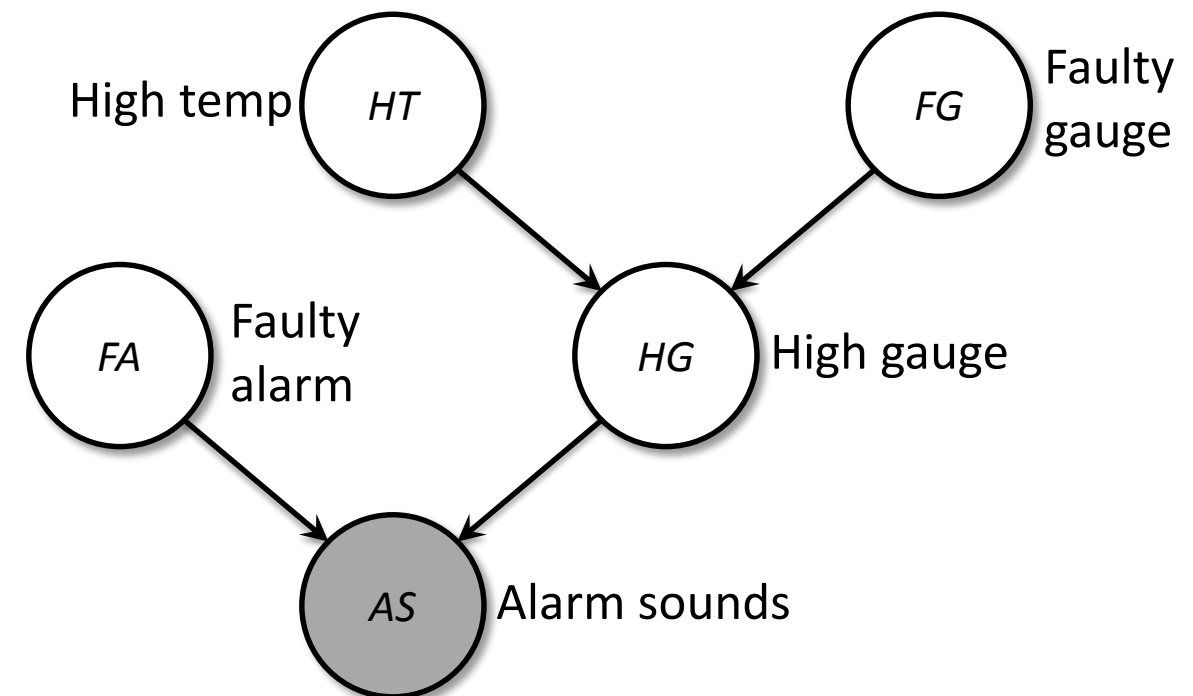 High temp
HT
FG
Faulty
gauge
FA
Faulty
alarm
HG
High gauge
AS
Alarm sounds